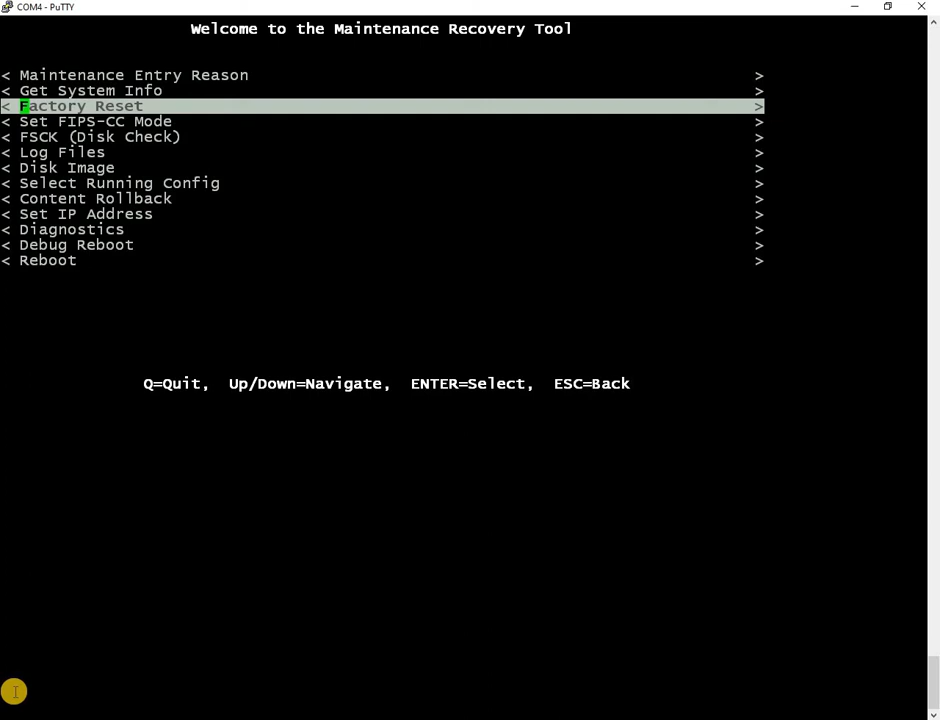 COM4 - PuTTY
Welcome to the Maintenance Recovery Tool
< Maintenance Entry Reason >
< Get System Info >
< Factory Reset >
< Set FIPS-CC Mode >
< FSCK (Disk Check) >
< Log Files >
< Disk Image >
< Select Running Config >
< Content Rollback >
< Set IP Address >
< Diagnostics >
< Debug Reboot >
< Reboot >
Q=Quit, Up/Down=Navigate, ENTER=Select, ESC=Back